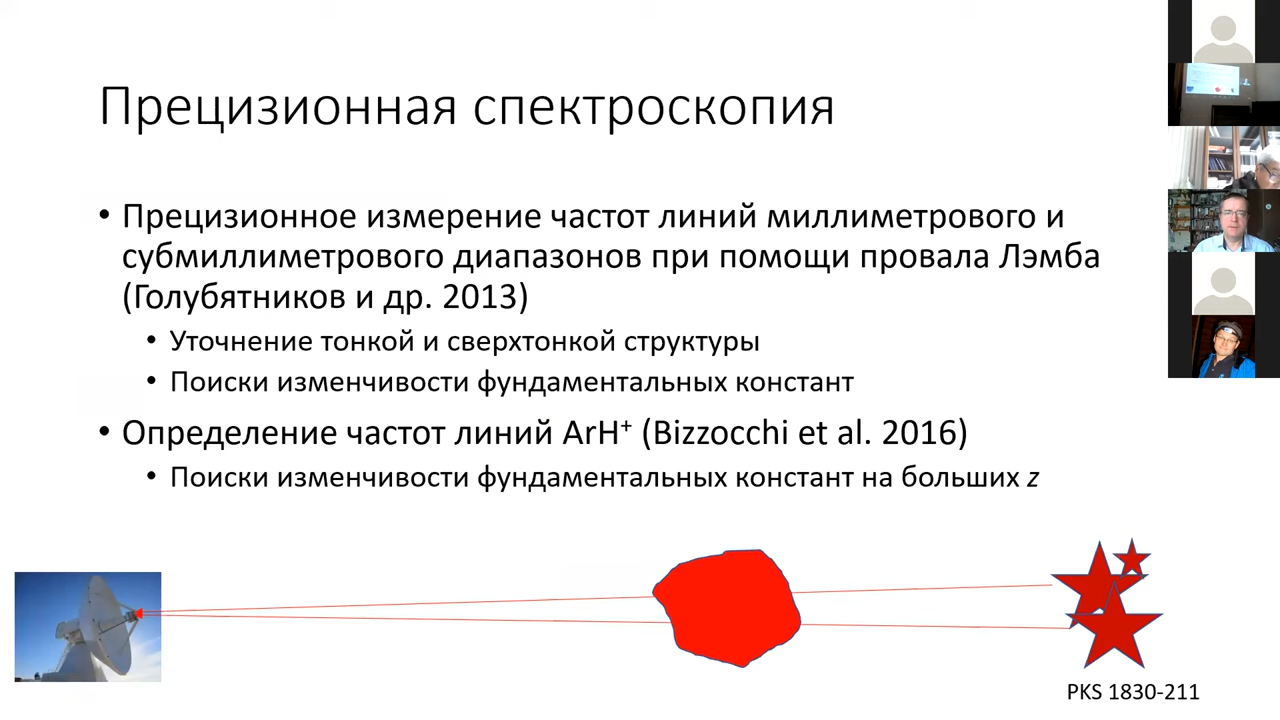 Прецизионная спектроскопия
• Прецизионное измерение частот линий миллиметрового и
субмиллиметрового диапазонов при помощи провала Лэмба
(Голубятников и др. 2013)
• Уточнение тонкой и сверхтонкой структуры
• Поиски изменчивости фундаментальных констант
• Определение частот линий ArH⁺ (Bizzocchi et al. 2016)
• Поиски изменчивости фундаментальных констант на больших z
PKS 1830-211